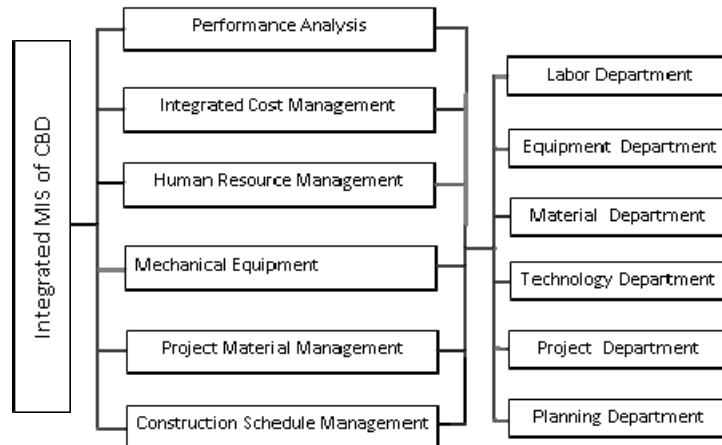 Integrated MIS of CBD
Performance Analysis
Integrated Cost Management
Human Resource Management
Mechanical Equipment
Project Material Management
Construction Schedule Management
Labor Department
Equipment Department
Material Department
Technology Department
Project Department
Planning Department